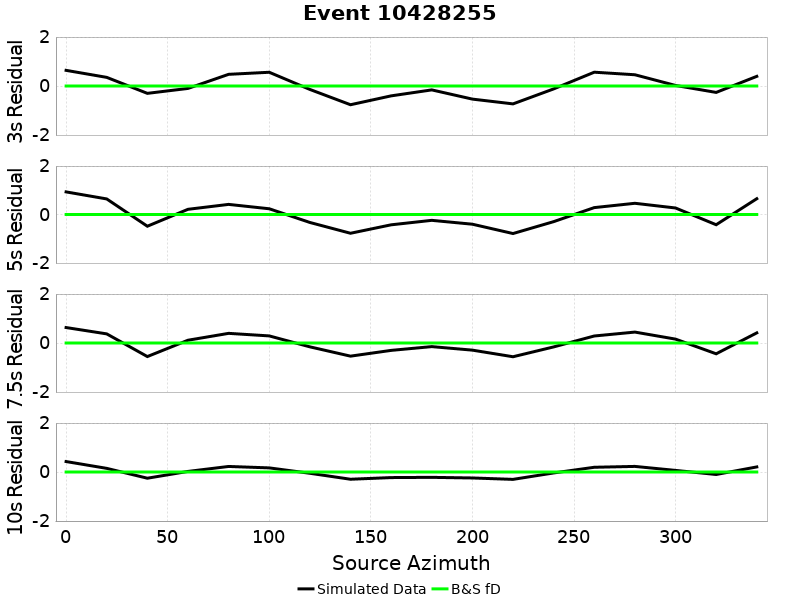 Event 10428255
3s Residual
2
0
-2
5s Residual
2
0
-2
7.5s Residual
2
0
-2
10s Residual
2
0
-2
0 50 100 150 200 250 300
Source Azimuth
Simulated Data B&S fD